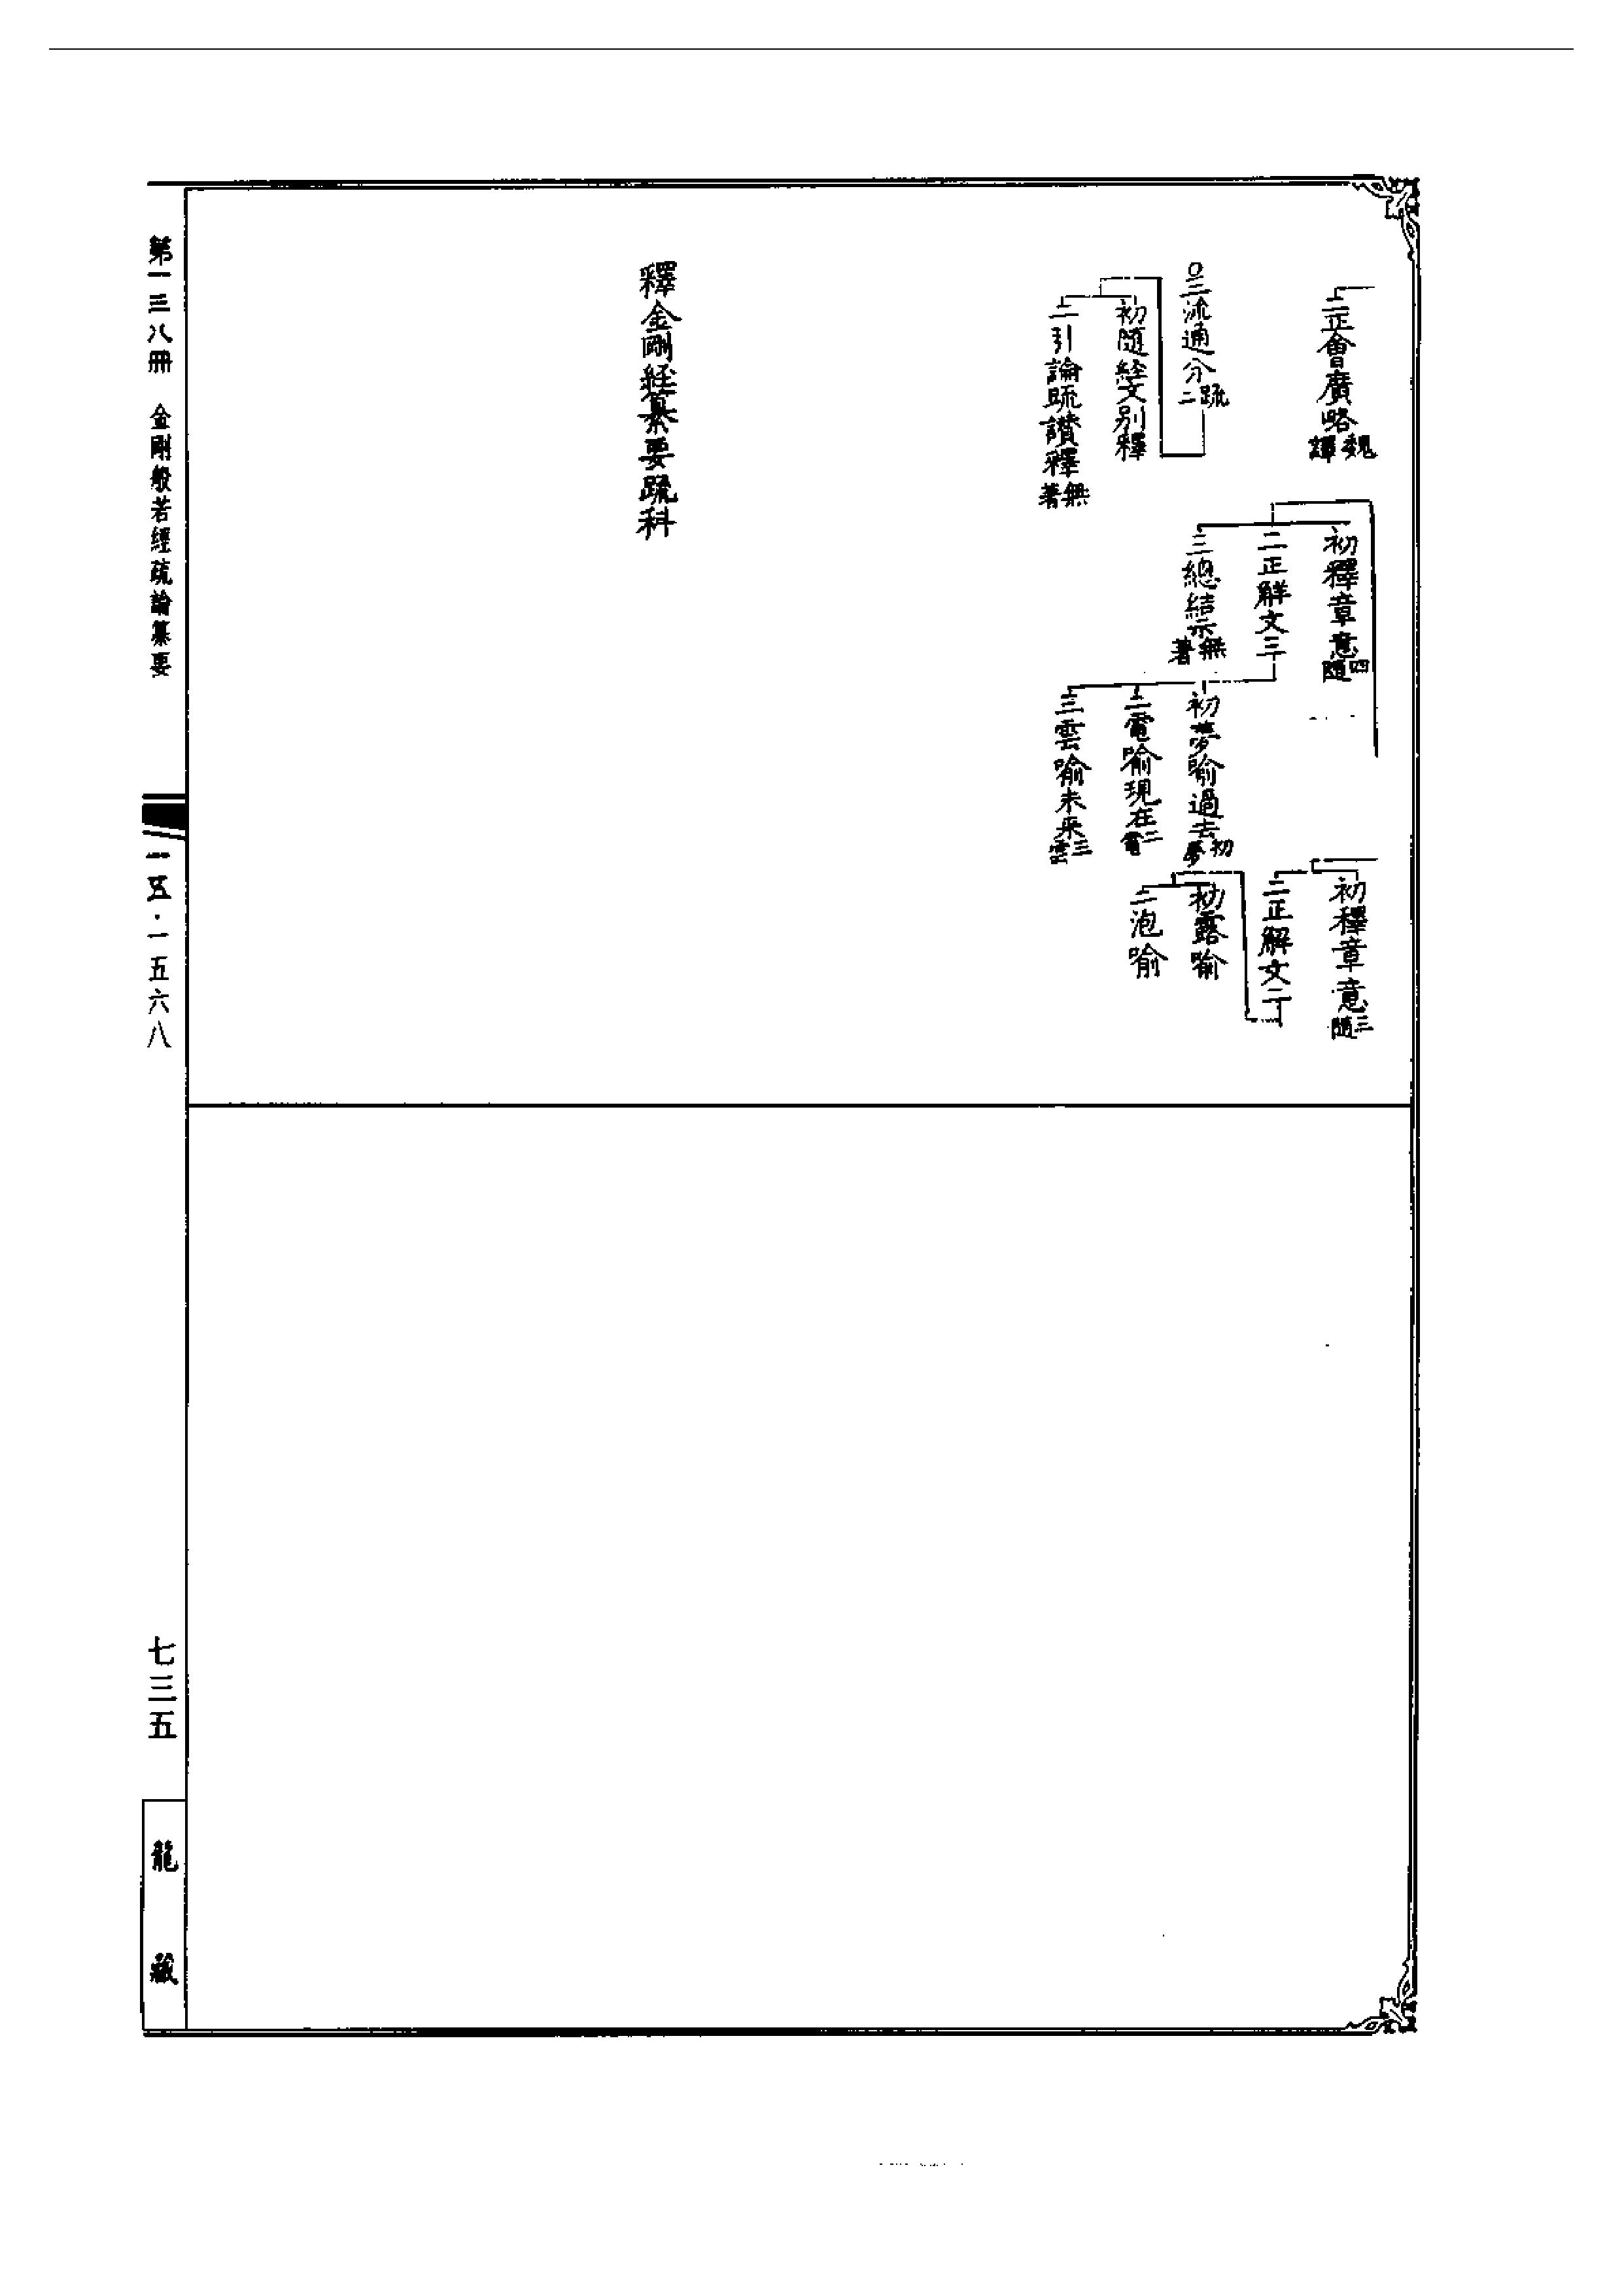 二正會廣略魏譯
初釋章意四隨
二正解文三
三總結示無著
初夢喻過去初夢
二電喻現在二電
三雲喻未來三雲
初釋章意三隨
二正解文二
初露喻
二泡喻
三流通分疏二
初隨經文別釋
二引論疏讚釋無著
釋金剛經纂要疏科
第一三八冊 金剛般若經疏論纂要
一五·一五六八
七三五
龍藏